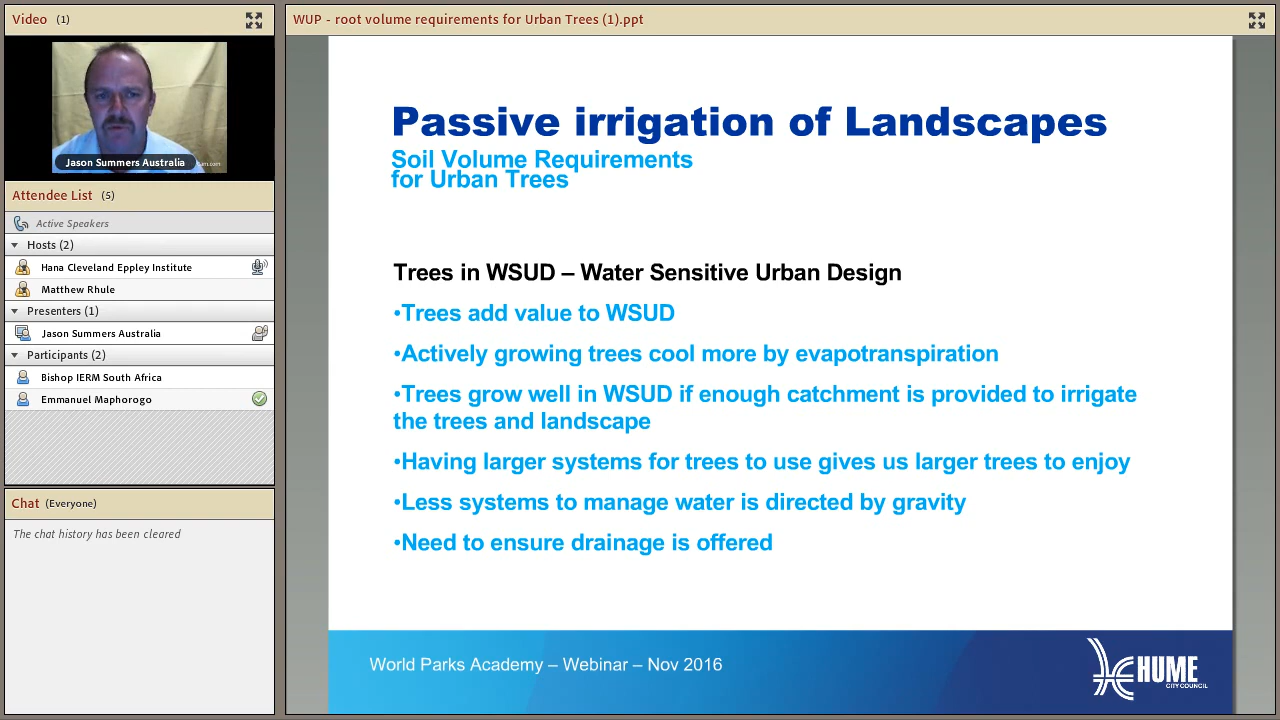 Video (1)
Jason Summers Australia
Attendee List (5)
Active Speakers
Hosts (2)
Hana Cleveland Eppley Institute
Matthew Rhule
Presenters (1)
Jason Summers Australia
Participants (2)
Bishop IERM South Africa
Emmanuel Maphorogo
Chat (Everyone)
The chat history has been cleared
WUP - root volume requirements for Urban Trees (1).ppt
Passive irrigation of Landscapes
Soil Volume Requirements
for Urban Trees
Trees in WSUD – Water Sensitive Urban Design
•Trees add value to WSUD
•Actively growing trees cool more by evapotranspiration
•Trees grow well in WSUD if enough catchment is provided to irrigate
the trees and landscape
•Having larger systems for trees to use gives us larger trees to enjoy
•Less systems to manage water is directed by gravity
•Need to ensure drainage is offered
World Parks Academy – Webinar – Nov 2016
HUME
CITY COUNCIL